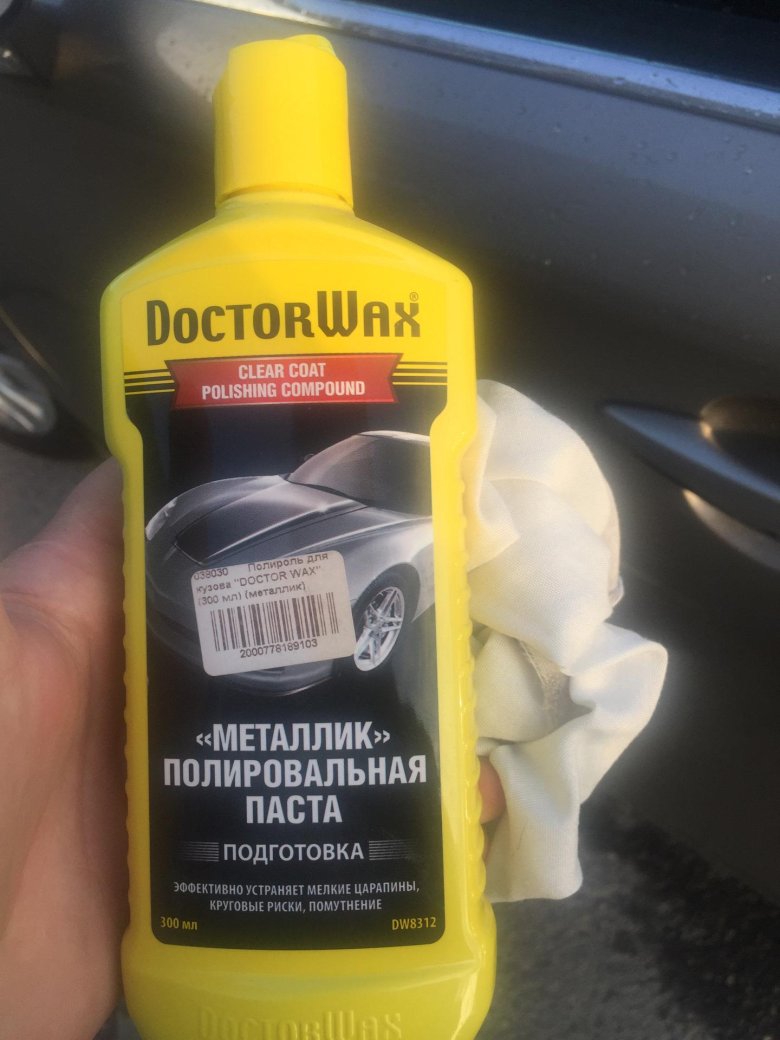 DOCTORWAX®
CLEAR COAT
POLISHING COMPOUND
038030 Полироль для
кузова "DOCTOR WAX"
(300 мл) (металлик)
2000778189103
«МЕТАЛЛИК»
ПОЛИРОВАЛЬНАЯ
ПАСТА
ПОДГОТОВКА
ЭФФЕКТИВНО УСТРАНЯЕТ МЕЛКИЕ ЦАРАПИНЫ,
КРУГОВЫЕ РИСКИ, ПОМУТНЕНИЕ
300 мл DW8312
DOCTORWAX